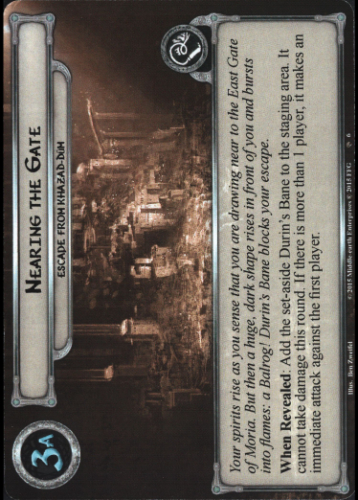 3A
Nearing the Gate
Escape from Khazad-dûm
Your spirits rise as you sense that you are drawing near to the East Gate
of Moria. But then a huge, dark shape rises in front of you and bursts
into flames: a Balrog! Durin's Bane blocks your escape.
When Revealed: Add the set-aside Durin's Bane to the staging area. It
cannot take damage this round. If there is more than 1 player, it makes an
immediate attack against the first player.
Illus. Ben Zweifel ©2015 Middle-earth Enterprises ©2015 FFG 6